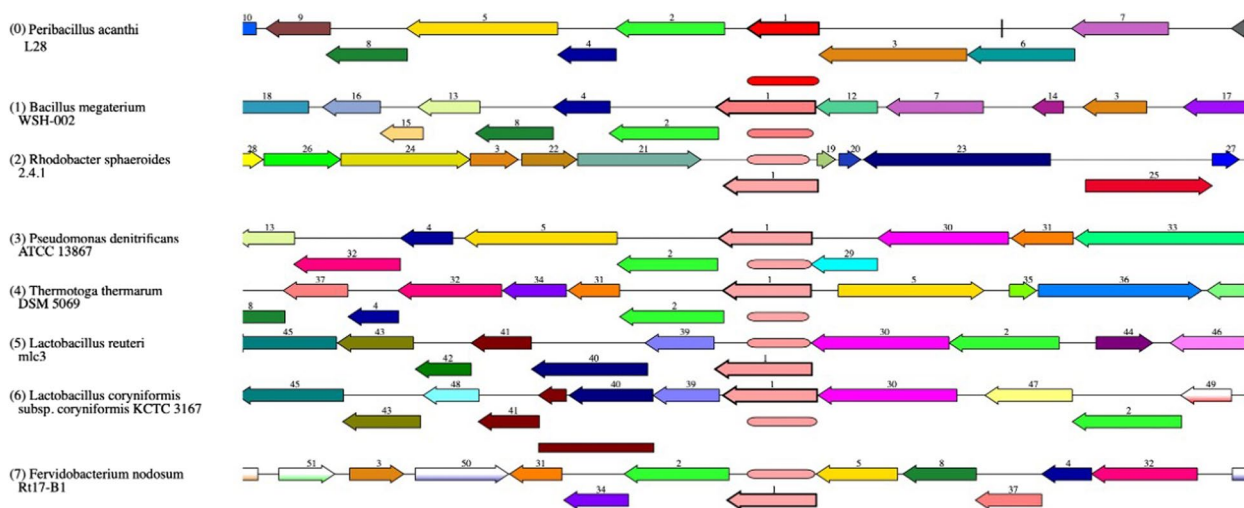 10 9 5 2 1 7
(0) Peribacillus acanthi
L28
8 4 3 6
(1) Bacillus megaterium
WSH-002
18 16 13 4 1 12 7 14 3 17
15 8 2
(2) Rhodobacter sphaeroides
2.4.1
28 26 24 3 22 21 19 20 23 27
1 25
(3) Pseudomonas denitrificans
ATCC 13867
13 4 5 1 30 31 33
32 2 29
(4) Thermotoga thermarum
DSM 5069
37 32 34 31 1 5 35 36
8 4 2
(5) Lactobacillus reuteri
mlc3
45 43 41 39 30 2 44 46
42 40 1
(6) Lactobacillus coryniformis
subsp. coryniformis KCTC 3167
45 48 40 39 1 30 47 49
43 41 2
(7) Fervidobacterium nodosum
Rt17-B1
51 3 50 31 2 5 8 4 32
34 1 37